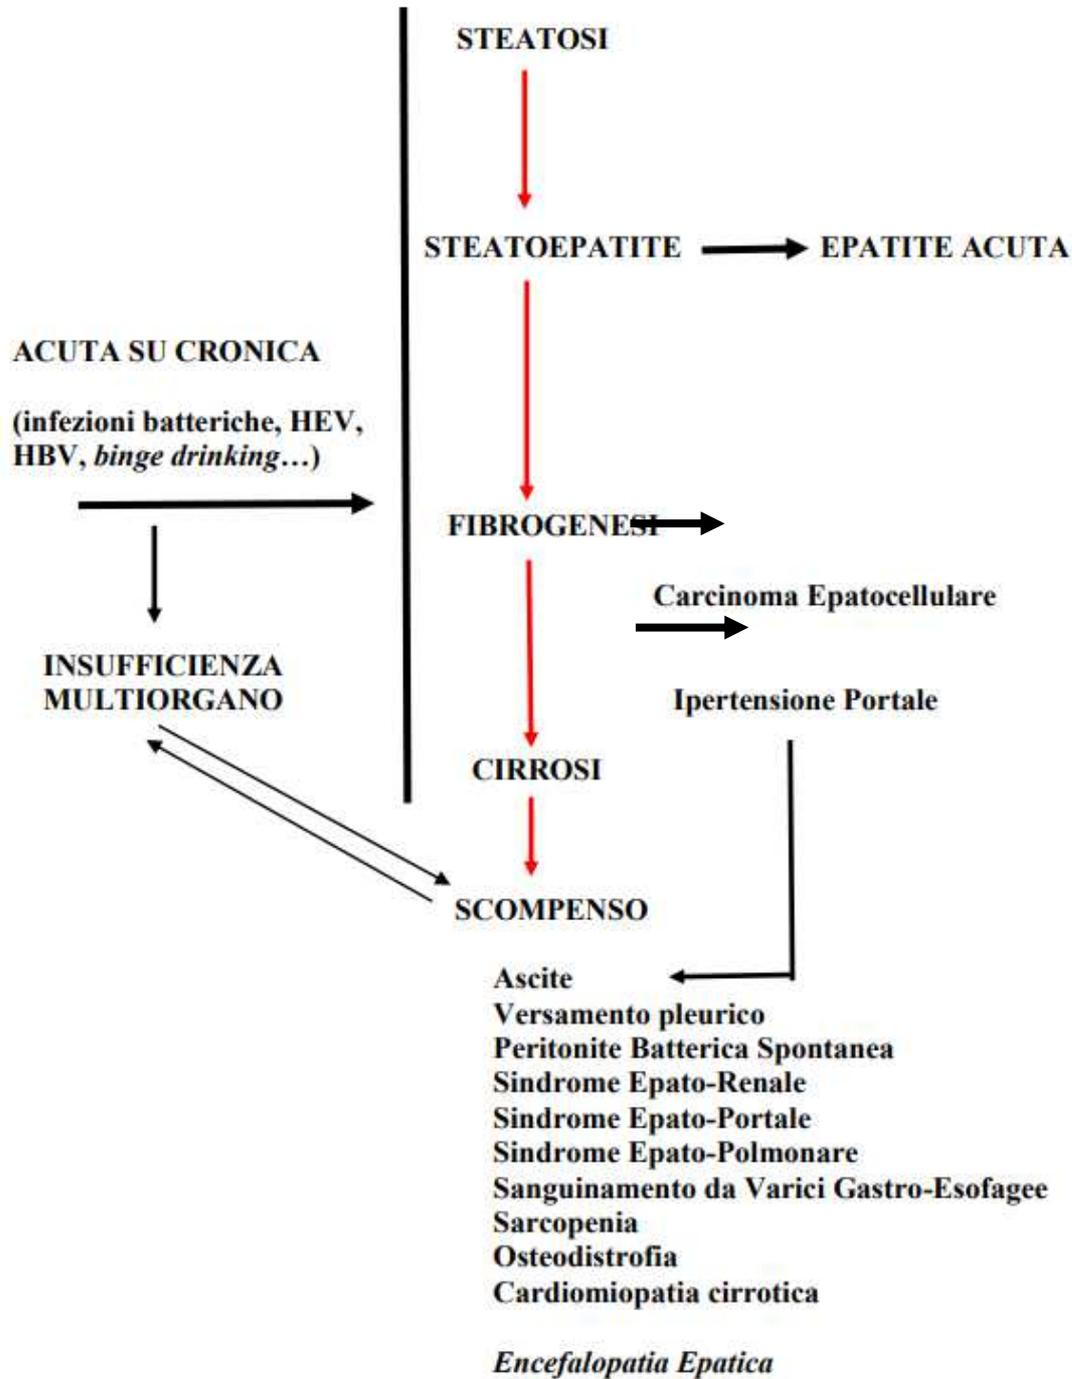 STEATOSI
STEATOEPATITE
EPATITE ACUTA
ACUTA SU CRONICA
(infezioni batteriche, HEV,
HBV, binge drinking…)
FIBROGENESI
Carcinoma Epatocellulare
INSUFFICIENZA
MULTIORGANO
Ipertensione Portale
CIRROSI
SCOMPENSO
Ascite
Versamento pleurico
Peritonite Batterica Spontanea
Sindrome Epato-Renale
Sindrome Epato-Portale
Sindrome Epato-Polmonare
Sanguinamento da Varici Gastro-Esofagee
Sarcopenia
Osteodistrofia
Cardiomiopatia cirrotica
Encefalopatia Epatica